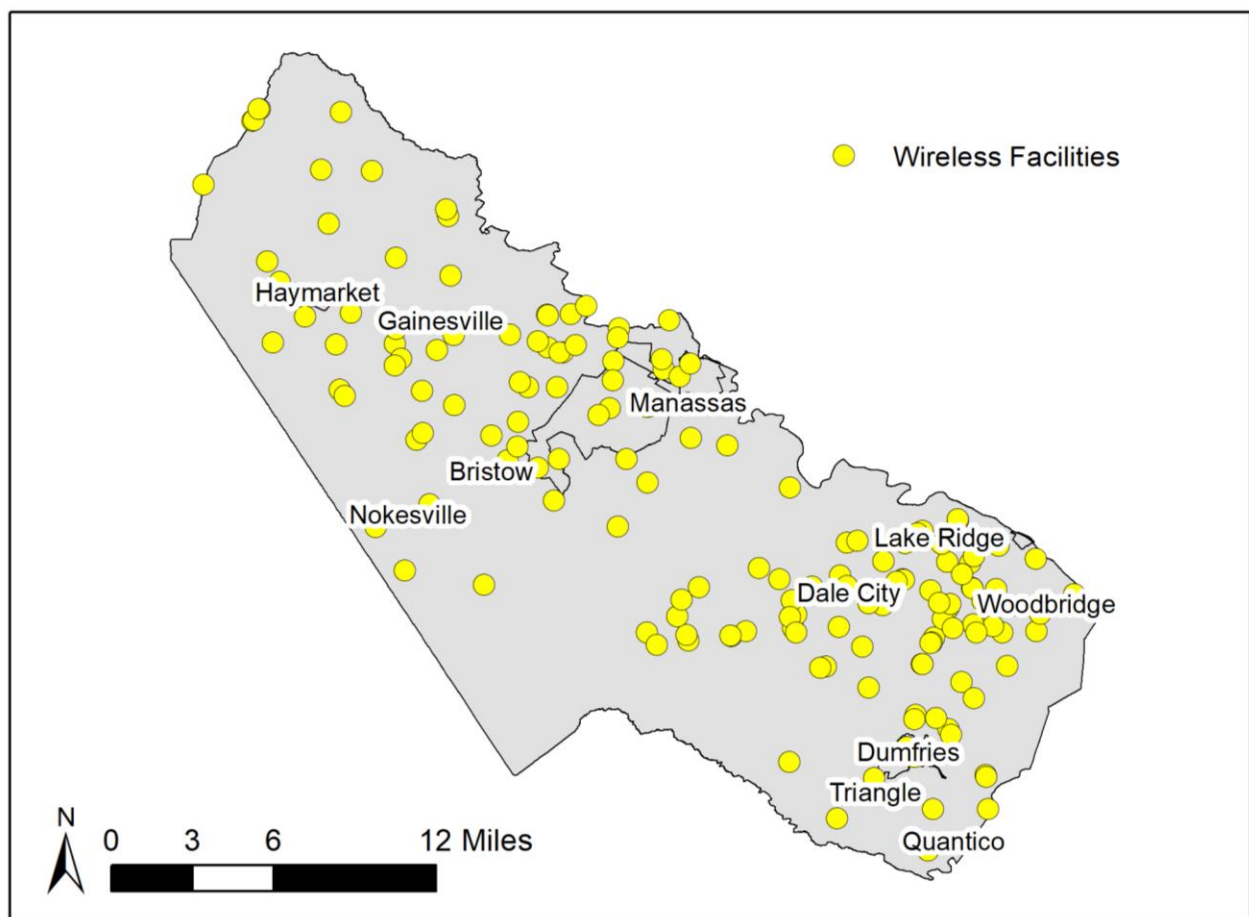 Wireless Facilities
Haymarket
Gainesville
Manassas
Bristow
Nokesville
Lake Ridge
Dale City
Woodbridge
Dumfries
Triangle
Quantico
N
0 3 6 12 Miles